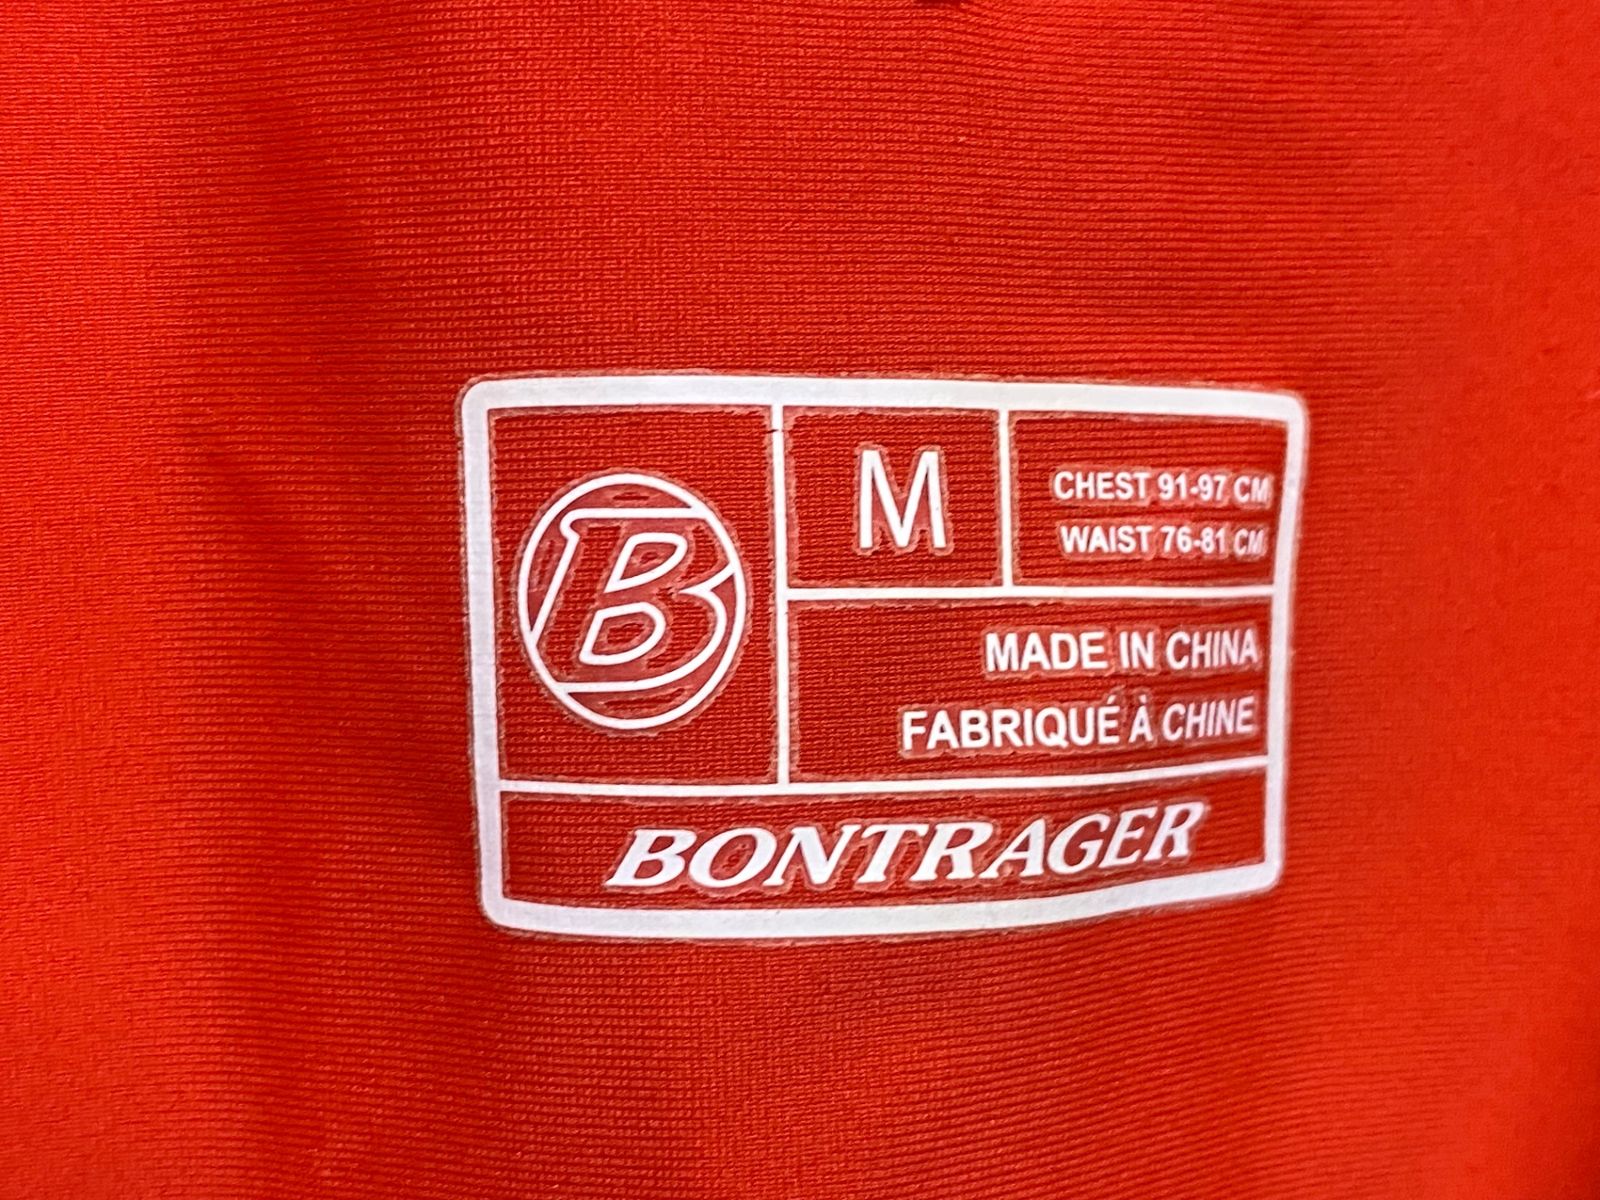 B
M
CHEST 91-97 CM
WAIST 76-81 CM
MADE IN CHINA
FABRIQUÉ À CHINE
BONTRAGER